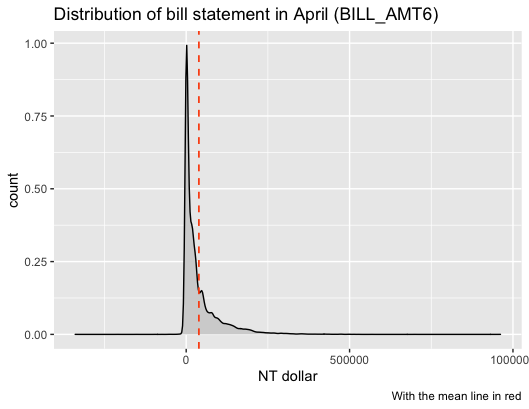 Distribution of bill statement in April (BILL_AMT6)
1.00
0.75
0.50
0.25
0.00
count
0
500000
100000
NT dollar
With the mean line in red